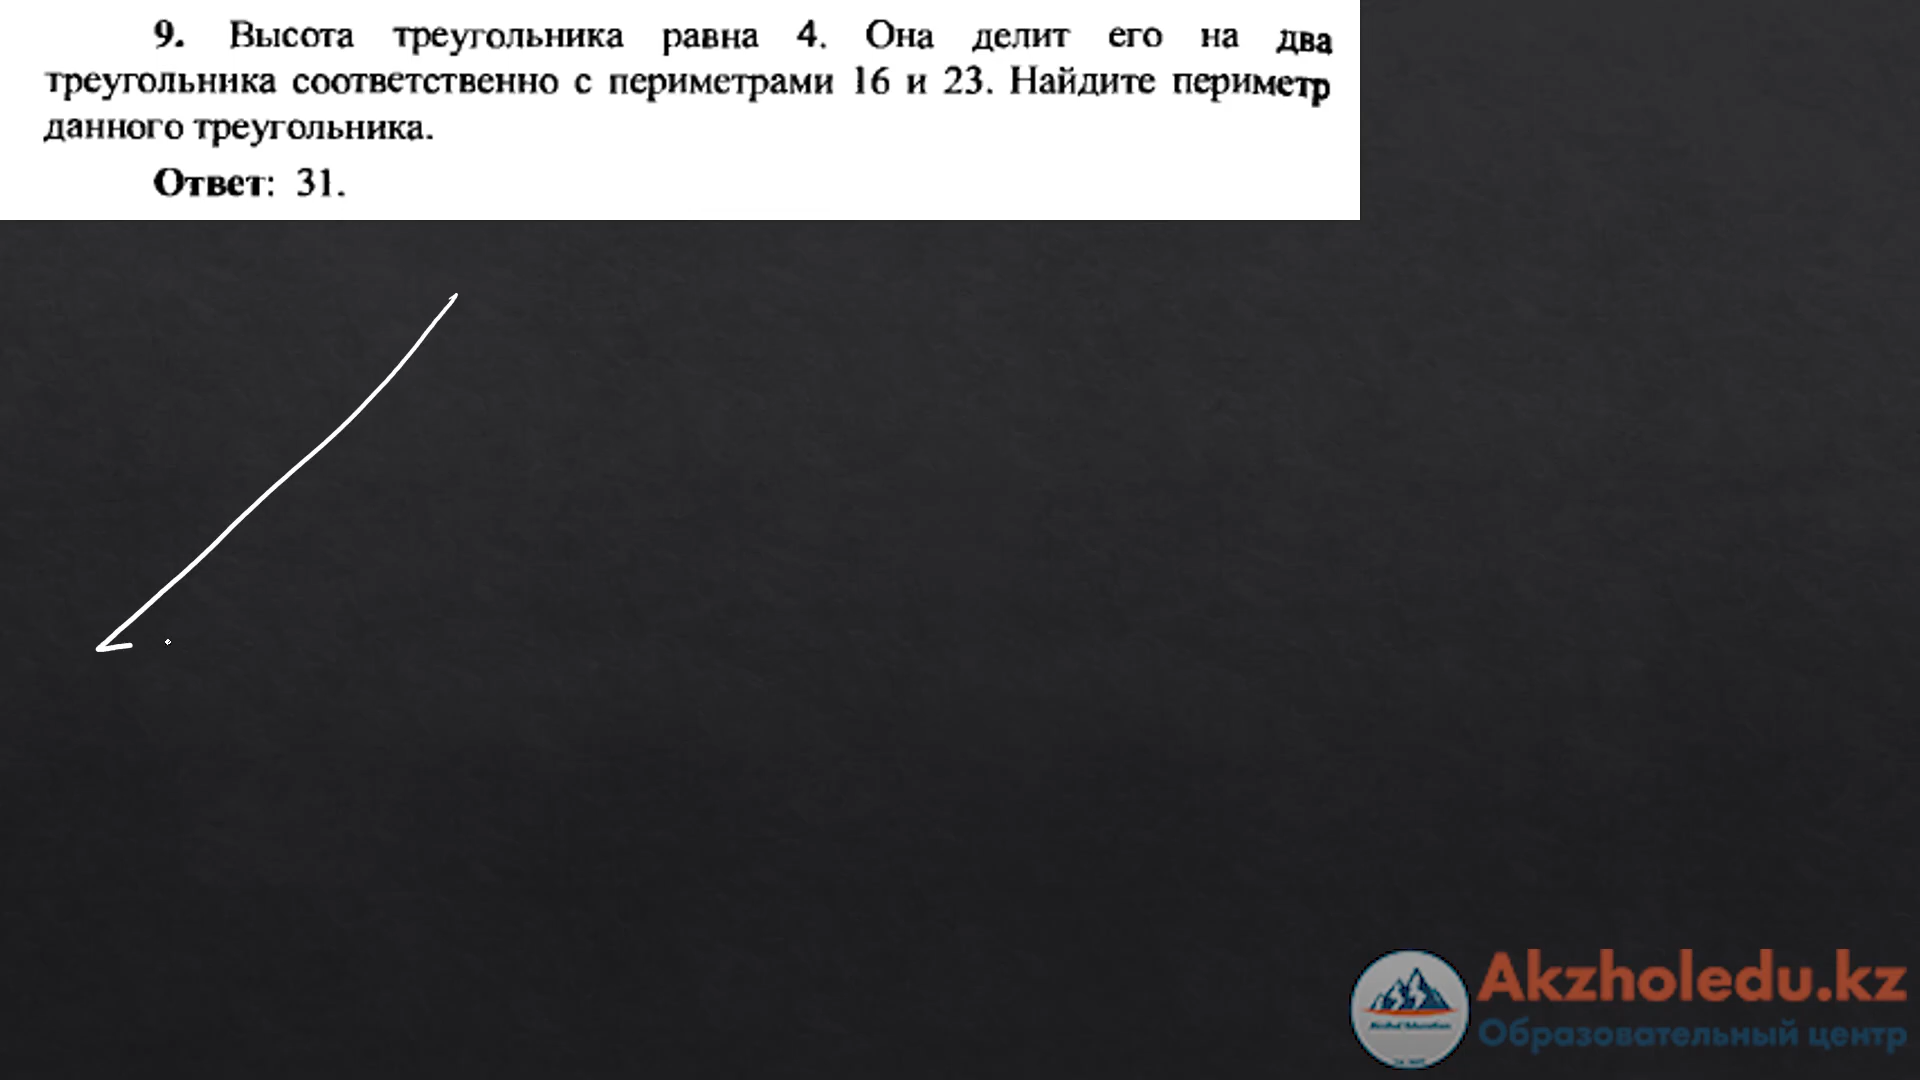 9. Высота треугольника равна 4. Она делит его на два
треугольника соответственно с периметрами 16 и 23. Найдите периметр
данного треугольника.
Ответ: 31.
Akzholedu.kz
Образовательный центр